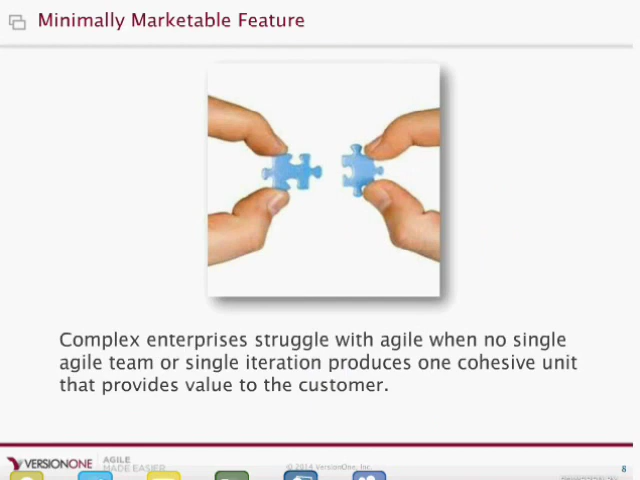 Minimally Marketable Feature
Complex enterprises struggle with agile when no single
agile team or single iteration produces one cohesive unit
that provides value to the customer.
VERSIONONE
AGILE
MADE EASIER
© 2014 VersionOne, Inc.
8